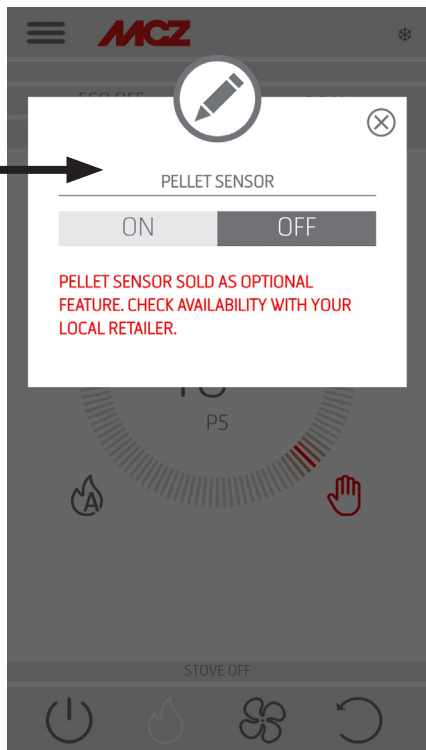 MCZ
PELLET SENSOR
ON OFF
PELLET SENSOR SOLD AS OPTIONAL
FEATURE. CHECK AVAILABILITY WITH YOUR
LOCAL RETAILER.
P5
A
STOVE OFF